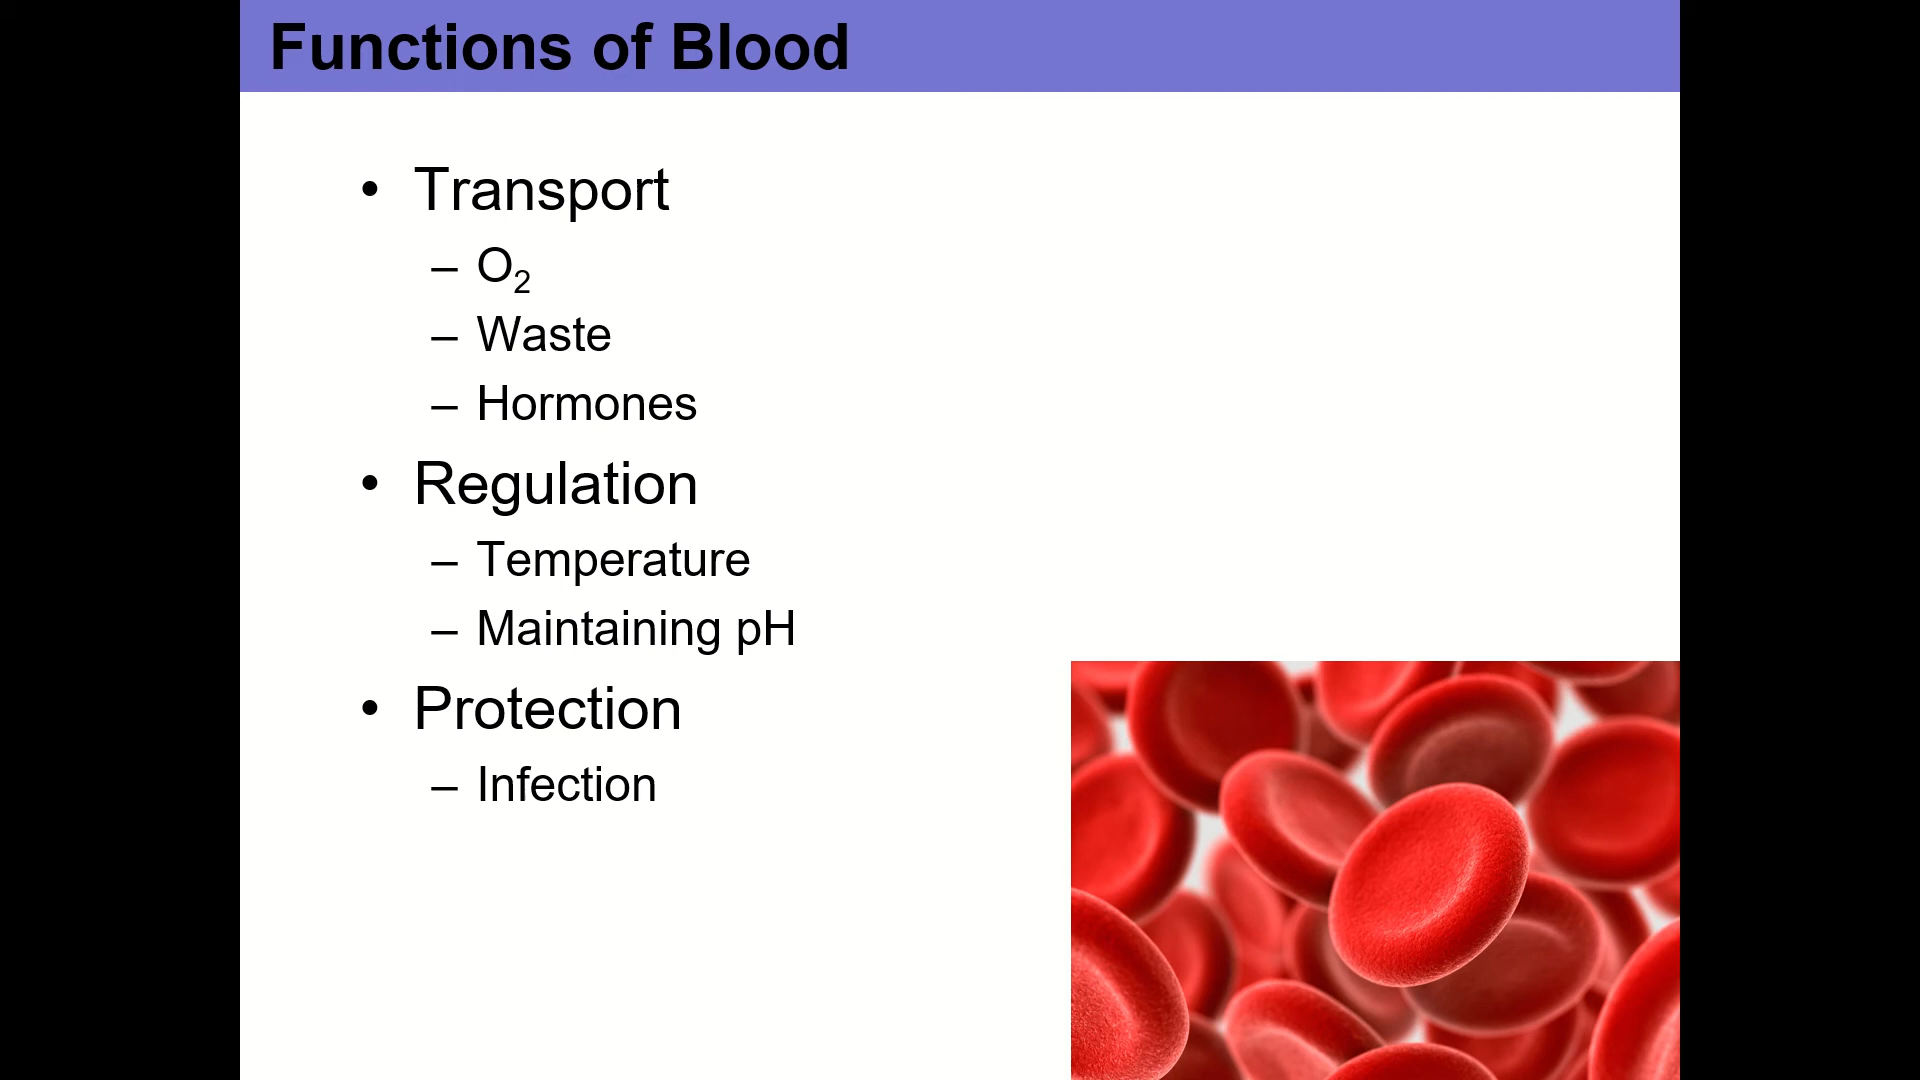 Functions of Blood
• Transport
– O₂
– Waste
– Hormones
• Regulation
– Temperature
– Maintaining pH
• Protection
– Infection